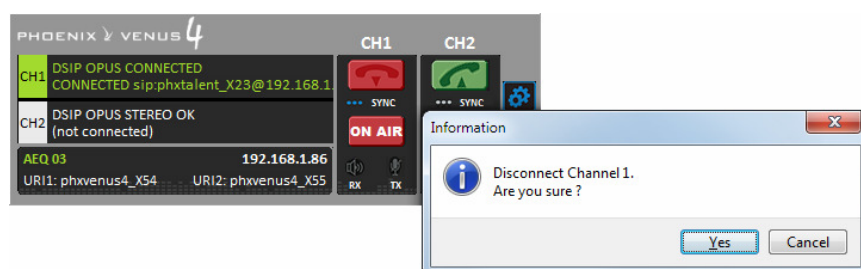 PHOENIX VENUS 4
CH1 CH2
CH1 DSIP OPUS CONNECTED
CONNECTED sip:phxtalent_X23@192.168.1.
SYNC SYNC
CH2 DSIP OPUS STEREO OK
(not connected)
ON AIR
AEQ 03 192.168.1.86
URI1: phxvenus4_X54 URI2: phxvenus4_X55
RX TX
Information
Disconnect Channel 1.
Are you sure ?
Yes Cancel